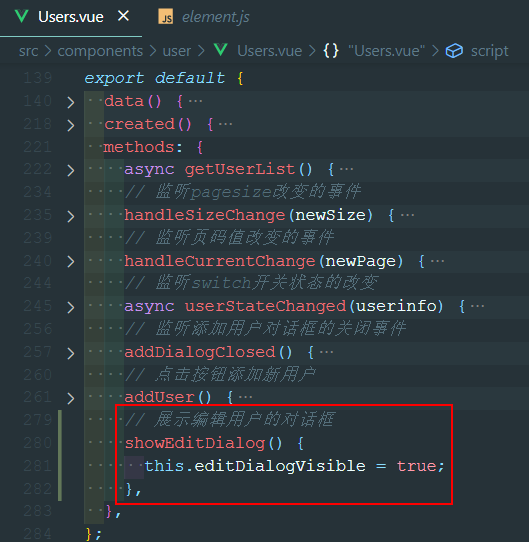 Users.vue ×
JS element.js
src > components > user > Users.vue > {} "Users.vue" > script
139 export default {
140 > data() {…
218 > created() {…
221 methods: {
222 > async getUserList() {…
234 // 监听pagesize改变的事件
235 > handleSizeChange(newSize) {…
239 // 监听页码值改变的事件
240 > handleCurrentChange(newPage) {…
244 // 监听switch开关状态的改变
245 > async userStateChanged(userinfo) {…
256 // 监听添加用户对话框的关闭事件
257 > addDialogClosed() {…
260 // 点击按钮添加新用户
261 > addUser() {…
279 // 展示编辑用户的对话框
280 showEditDialog() {
281 this.editDialogVisible = true;
282 },
283 },
284 };